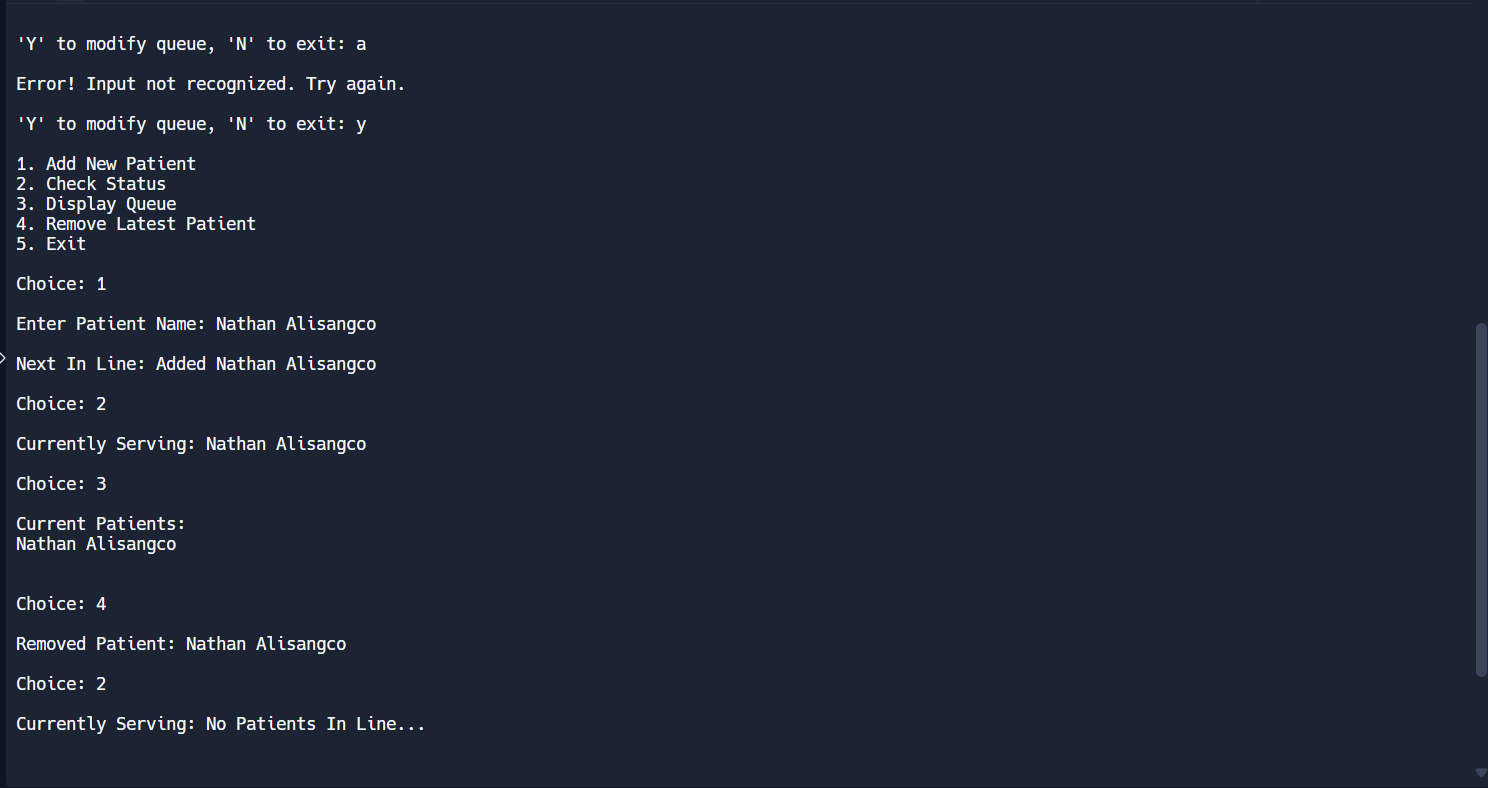 'Y' to modify queue, 'N' to exit: a
Error! Input not recognized. Try again.
'Y' to modify queue, 'N' to exit: y
1. Add New Patient
2. Check Status
3. Display Queue
4. Remove Latest Patient
5. Exit
Choice: 1
Enter Patient Name: Nathan Alisangco
Next In Line: Added Nathan Alisangco
Choice: 2
Currently Serving: Nathan Alisangco
Choice: 3
Current Patients:
Nathan Alisangco
Choice: 4
Removed Patient: Nathan Alisangco
Choice: 2
Currently Serving: No Patients In Line...